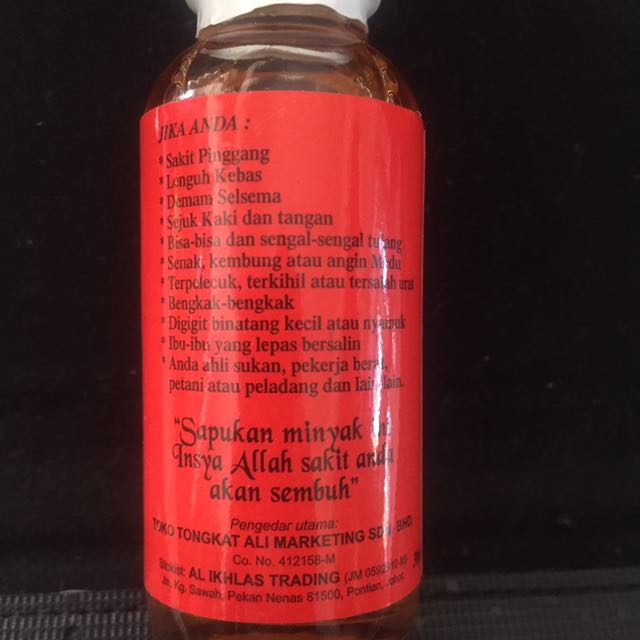 JIKA ANDA :
* Sakit Pinggang
* Lenguh Kebas
* Demam Selsema
* Sejuk Kaki dan tangan
* Bisa-bisa dan sengal-sengal tulang
* Senak, kembung atau angin Medu
* Terpelecuk, terkihil atau tersalah urat
* Bengkak-bengkak
* Digigit binatang kecil atau nyamuk
* Ibu-ibu yang lepas bersalin
* Anda ahli sukan, pekerja berat,
petani atau peladang dan lain-lain.
"Sapukan minyak ini
Insya Allah sakit anda
akan sembuh"
Pengedar utama:
TOKO TONGKAT ALI MARKETING SDN. BHD.
Co. No. 412158-M
Stokist: AL IKHLAS TRADING
Jln, Kg. Sawah, Pekan Nenas 81500, Pontian, Johor.